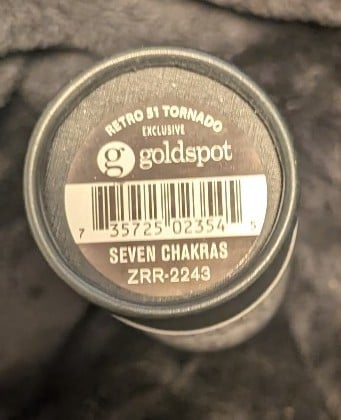 RETRO 51 TORNADO
EXCLUSIVE
g goldspot
7 35725 02354 5
SEVEN CHAKRAS
ZRR-2243